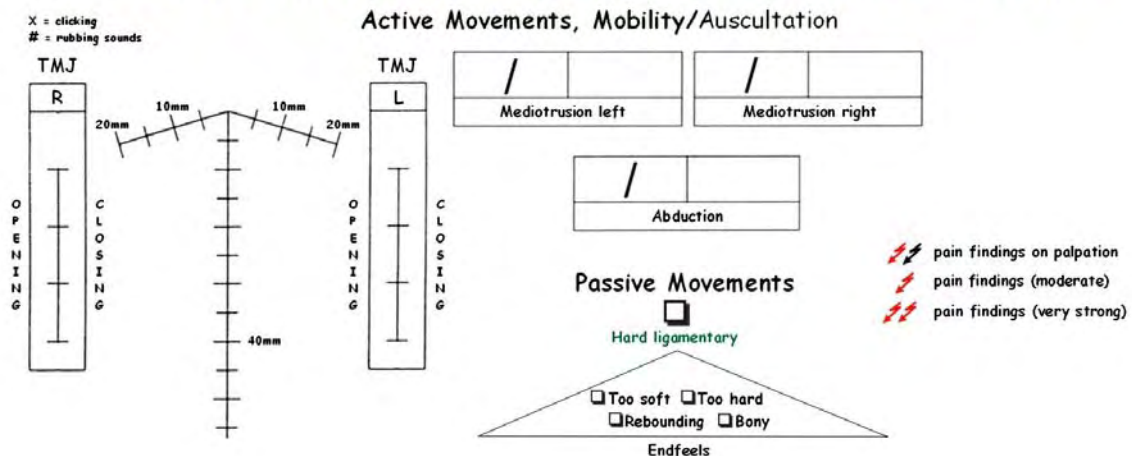 Active Movements, Mobility/Auscultation
X = clicking
# = rubbing sounds
TMJ
R
OPENING
CLOSING
20mm
10mm
10mm
20mm
40mm
TMJ
L
OPENING
CLOSING
/
Mediotrusion left
/
Mediotrusion right
/
Abduction
pain findings on palpation
pain findings (moderate)
pain findings (very strong)
Passive Movements
Hard ligamentary
Too soft Too hard
Rebounding Bony
Endfeels